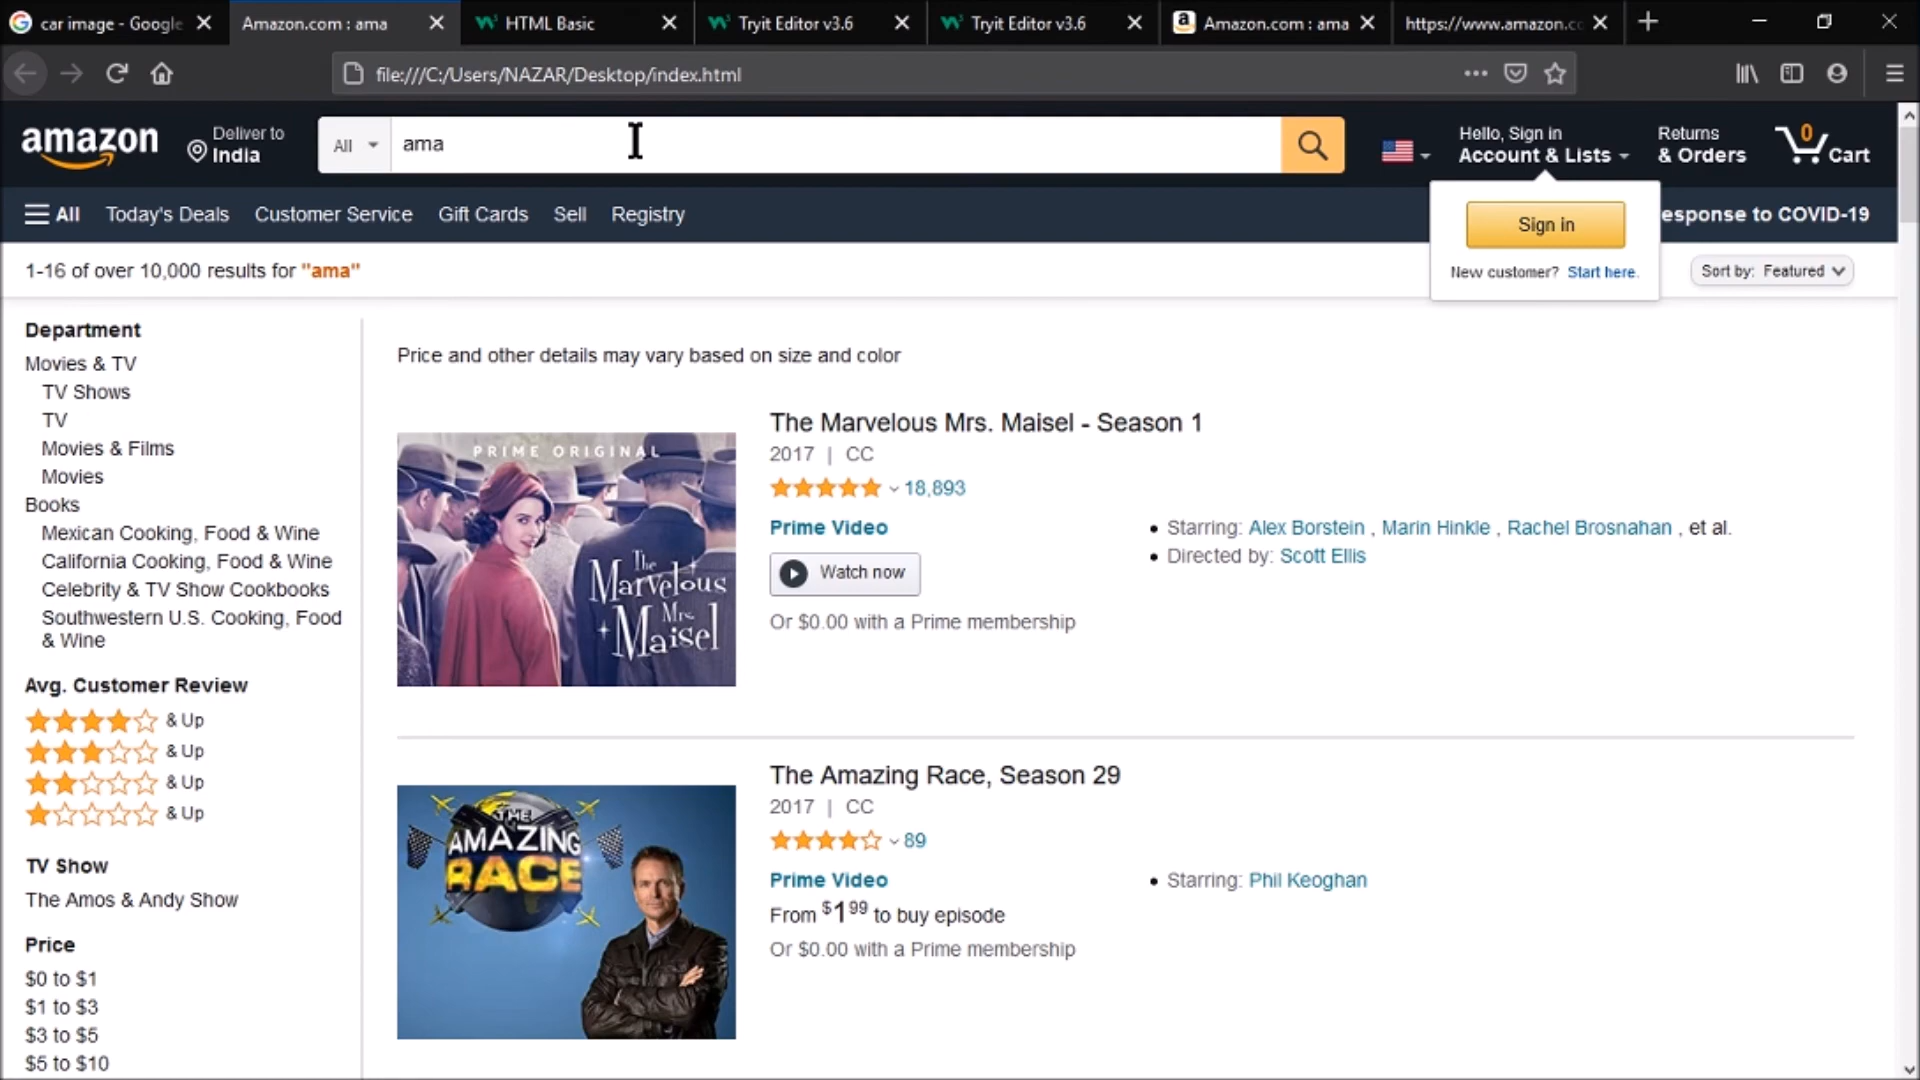 car image - Google
Amazon.com : ama
HTML Basic
Tryit Editor v3.6
Tryit Editor v3.6
Amazon.com : ama
https://www.amazon.co
file:///C:/Users/NAZAR/Desktop/index.html
amazon
Deliver to
India
All
ama
Hello, Sign in
Account & Lists
Returns
& Orders
0
Cart
All
Today's Deals
Customer Service
Gift Cards
Sell
Registry
esponse to COVID-19
Sign in
New customer? Start here.
1-16 of over 10,000 results for "ama"
Sort by: Featured
Department
Movies & TV
TV Shows
TV
Movies & Films
Movies
Books
Mexican Cooking, Food & Wine
California Cooking, Food & Wine
Celebrity & TV Show Cookbooks
Southwestern U.S. Cooking, Food
& Wine
Avg. Customer Review
& Up
& Up
& Up
& Up
TV Show
The Amos & Andy Show
Price
$0 to $1
$1 to $3
$3 to $5
$5 to $10
Price and other details may vary based on size and color
PRIME ORIGINAL
The
Marvelous
Mrs.
Maisel
The Marvelous Mrs. Maisel - Season 1
2017 | CC
18,893
Prime Video
Watch now
Or $0.00 with a Prime membership
• Starring: Alex Borstein , Marin Hinkle , Rachel Brosnahan , et al.
• Directed by: Scott Ellis
THE
AMAZING
RACE
The Amazing Race, Season 29
2017 | CC
89
Prime Video
From $1 99 to buy episode
Or $0.00 with a Prime membership
• Starring: Phil Keoghan